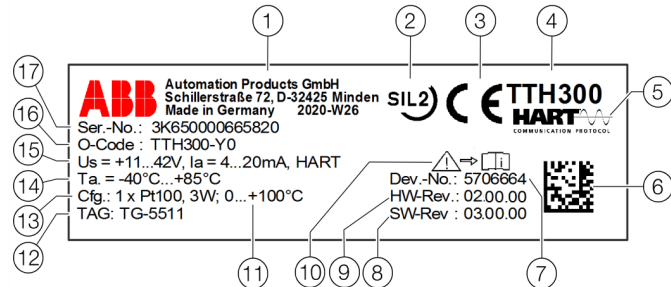 1
2
3
4
17
16
15
14
13
12
ABB
Automation Products GmbH
Schillerstraße 72, D-32425 Minden
Made in Germany 2020-W26
SIL2
CE
TTH300
HART
COMMUNICATION PROTOCOL
5
Ser.-No.: 3K650000665820
O-Code : TTH300-Y0
Us = +11...42V, Ia = 4...20mA, HART
Ta. = -40°C...+85°C
Cfg.: 1 x Pt100, 3W; 0...+100°C
TAG: TG-5511
i
Dev.-No.: 5706664
HW-Rev.: 02.00.00
SW-Rev : 03.00.00
6
11
10
9
8
7